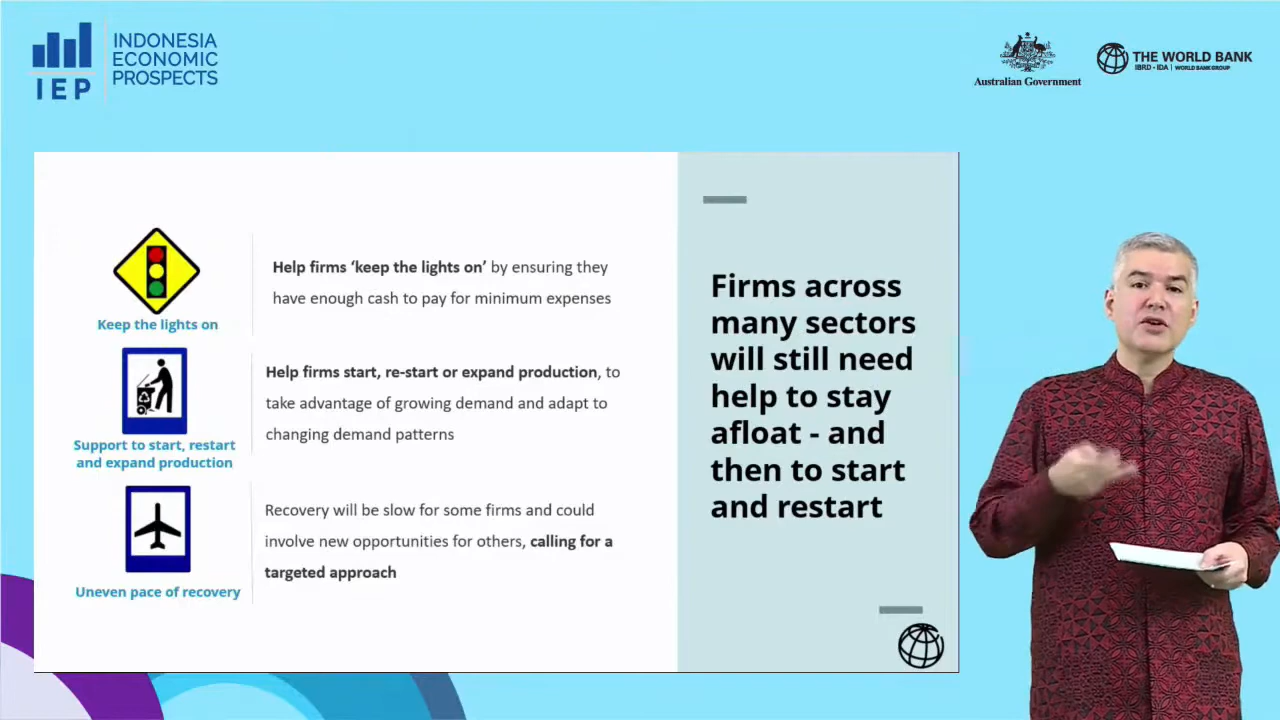 INDONESIA
ECONOMIC
PROSPECTS
IEP
Australian Government
THE WORLD BANK
IBRD • IDA | WORLD BANK GROUP
Keep the lights on
Help firms ‘keep the lights on’ by ensuring they
have enough cash to pay for minimum expenses
Support to start, restart
and expand production
Help firms start, re-start or expand production, to
take advantage of growing demand and adapt to
changing demand patterns
Uneven pace of recovery
Recovery will be slow for some firms and could
involve new opportunities for others, calling for a
targeted approach
Firms across
many sectors
will still need
help to stay
afloat - and
then to start
and restart